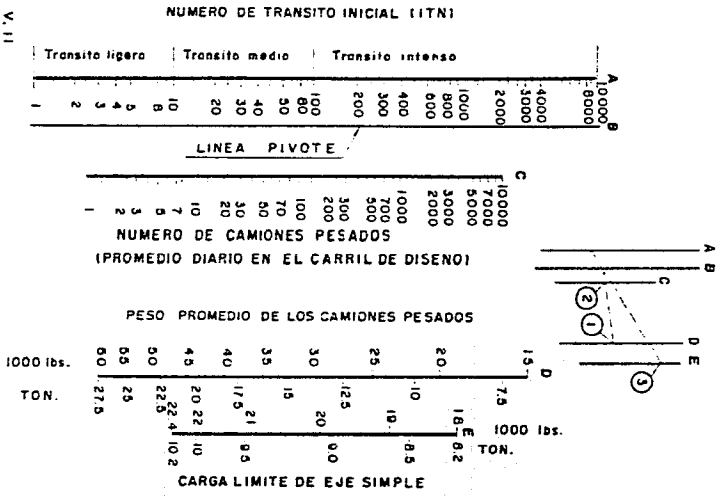 V. 11
NUMERO DE TRANSITO INICIAL (ITN)
Transito ligero
Transito medio
Transito intenso
A
1 2 3 4 5 8 10 20 30 40 50 80 100 200 300 400 600 800 1000 2000 3000 4000 8000 10000
B
LINEA PIVOTE
C
1 2 3 5 7 10 20 30 50 70 100 200 300 500 700 1000 2000 3000 5000 7000 10000
NUMERO DE CAMIONES PESADOS
(PROMEDIO DIARIO EN EL CARRIL DE DISENO)
A
B
C
2
1
D
E
3
PESO PROMEDIO DE LOS CAMIONES PESADOS
1000 lbs. 60 55 50 45 40 35 30 25 20 15
D
TON. 27.5 25 22.5 20 17.5 15 12.5 10 7.5
22.4 22 21 20 19 18 1000 lbs.
E
10.2 10 9.5 9.0 8.5 8.2 TON.
CARGA LIMITE DE EJE SIMPLE